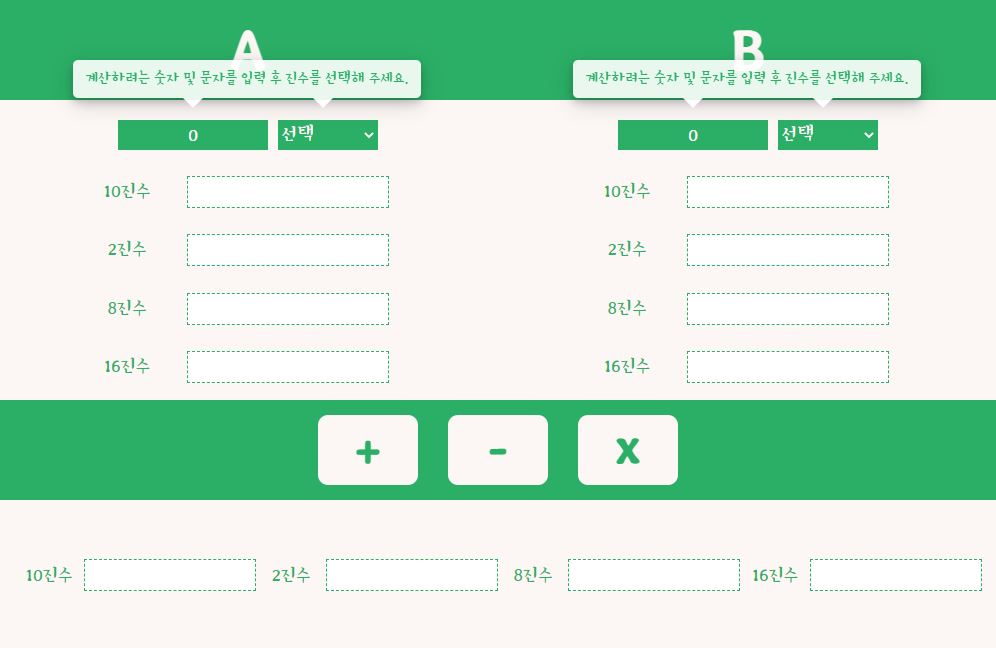 A B
계산하려는 숫자 및 문자를 입력 후 진수를 선택해 주세요. 계산하려는 숫자 및 문자를 입력 후 진수를 선택해 주세요.
0 선택 0 선택
10진수 10진수
2진수 2진수
8진수 8진수
16진수 16진수
+ - X
10진수 2진수 8진수 16진수